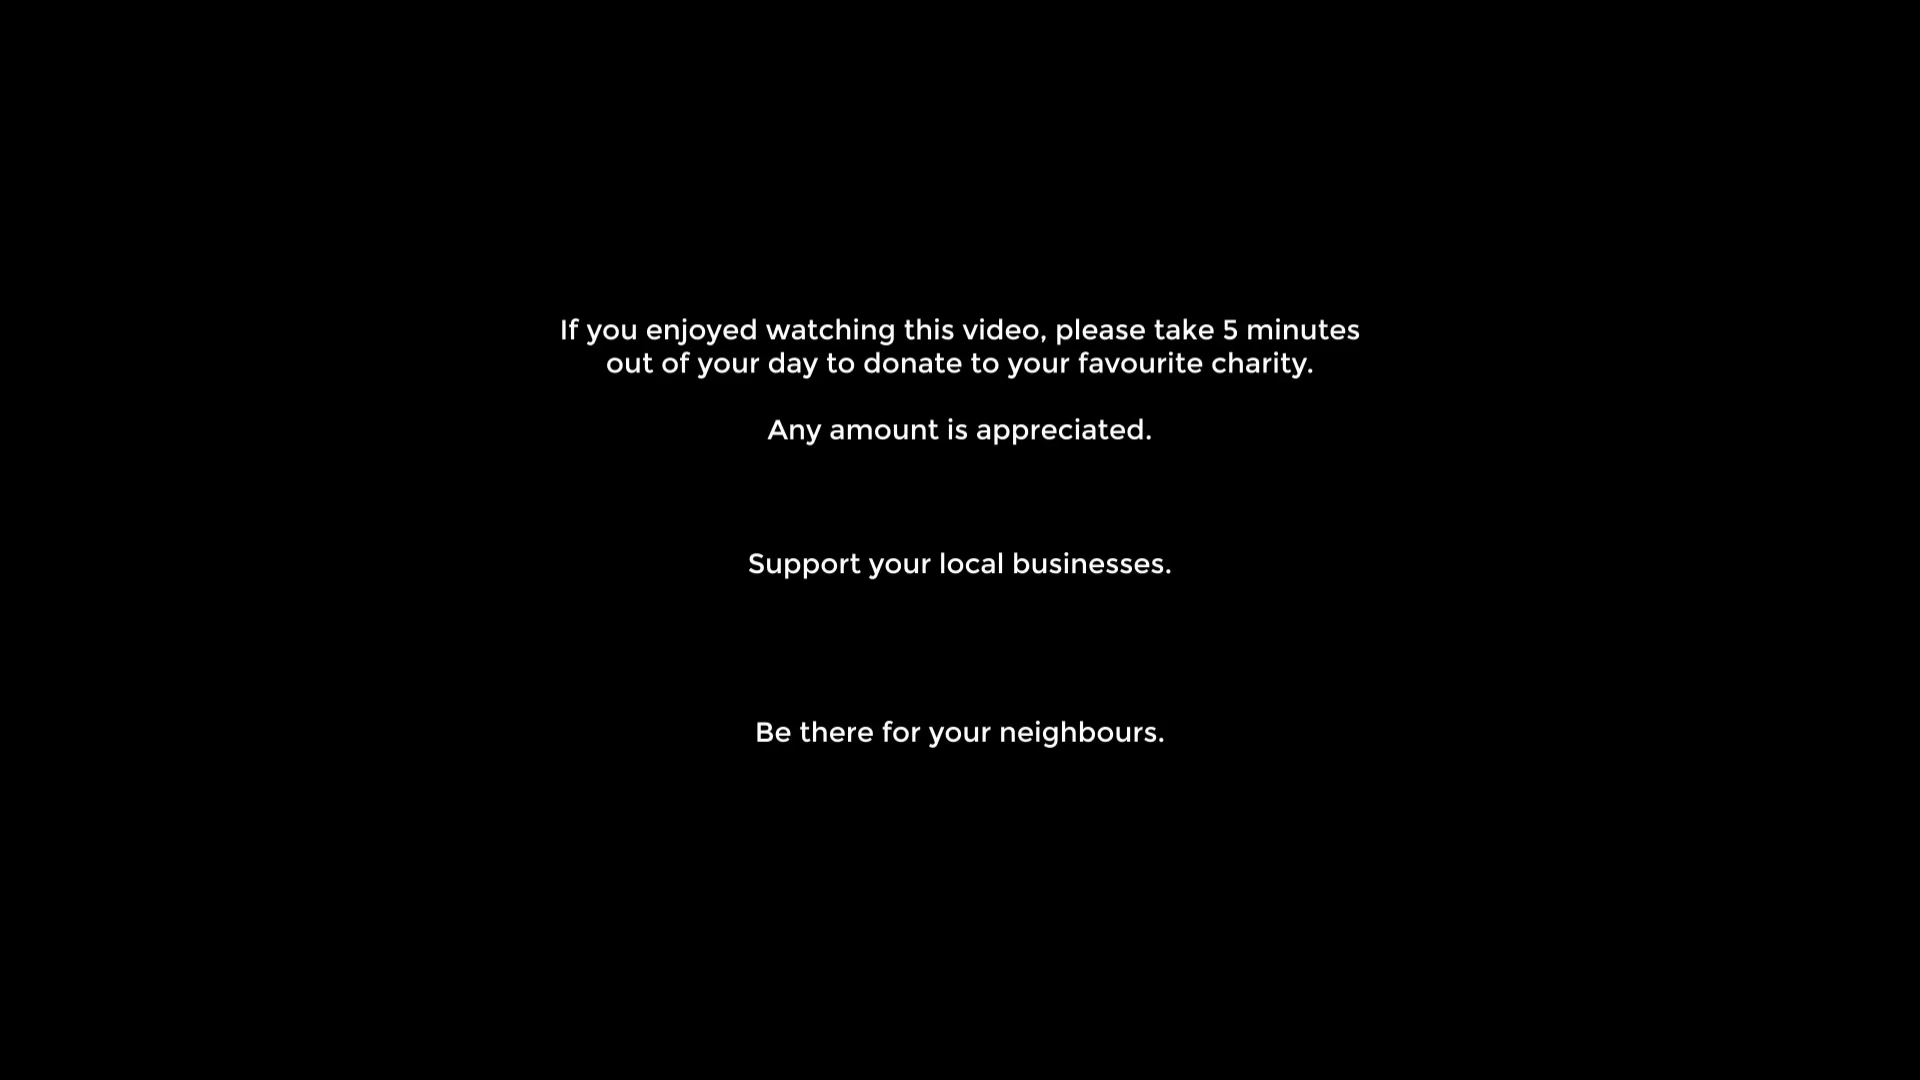 If you enjoyed watching this video, please take 5 minutes
out of your day to donate to your favourite charity.
Any amount is appreciated.
Support your local businesses.
Be there for your neighbours.